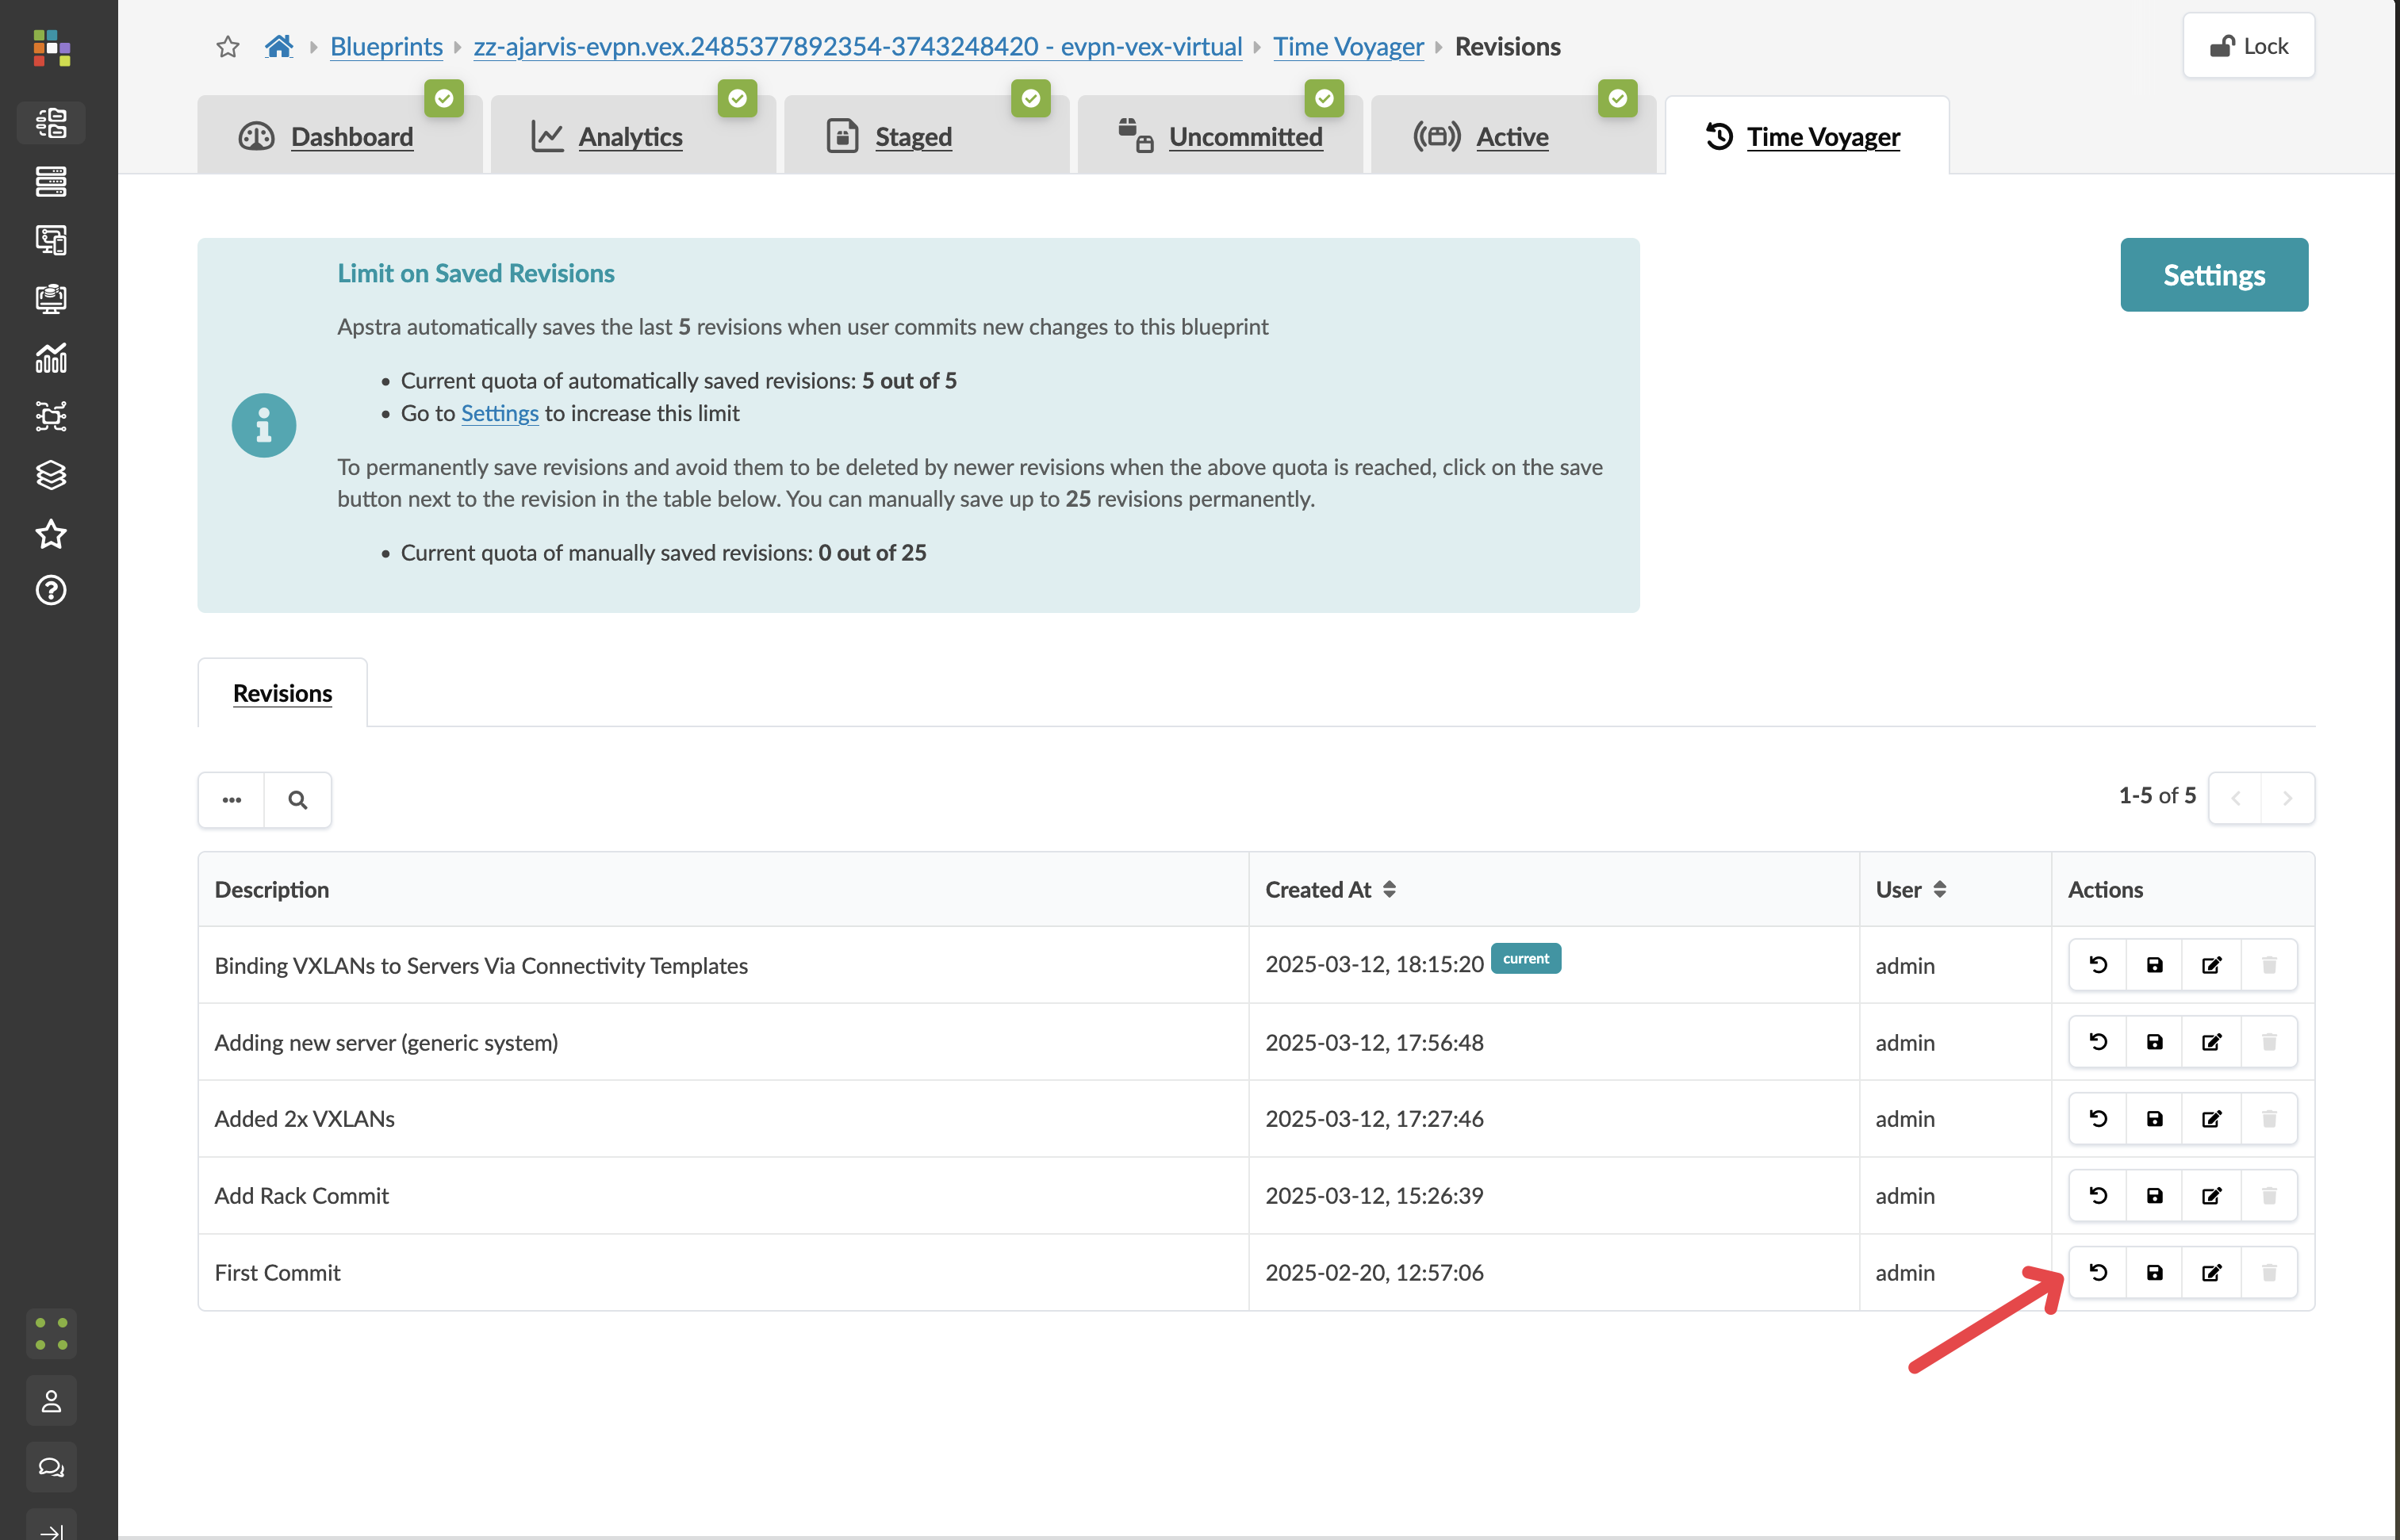 Blueprints zz-ajarvis-evpn.vex.2485377892354-3743248420 - evpn-vex-virtual Time Voyager Revisions
Lock
Dashboard Analytics Staged Uncommitted Active Time Voyager
Limit on Saved Revisions
Settings
Apstra automatically saves the last 5 revisions when user commits new changes to this blueprint
• Current quota of automatically saved revisions: 5 out of 5
• Go to Settings to increase this limit
To permanently save revisions and avoid them to be deleted by newer revisions when the above quota is reached, click on the save
button next to the revision in the table below. You can manually save up to 25 revisions permanently.
• Current quota of manually saved revisions: 0 out of 25
Revisions
1-5 of 5
Description Created At User Actions
Binding VXLANs to Servers Via Connectivity Templates 2025-03-12, 18:15:20 current admin
Adding new server (generic system) 2025-03-12, 17:56:48 admin
Added 2x VXLANs 2025-03-12, 17:27:46 admin
Add Rack Commit 2025-03-12, 15:26:39 admin
First Commit 2025-02-20, 12:57:06 admin